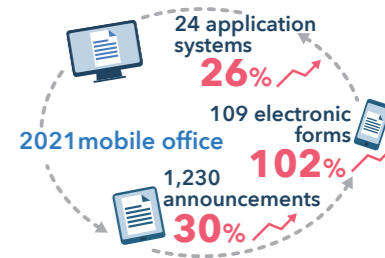 24 application
systems
26%
109 electronic
forms
102%
2021mobile office
1,230
announcements
30%